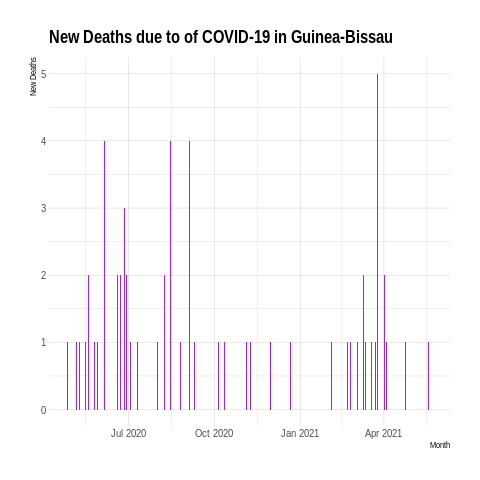 New Deaths due to of COVID-19 in Guinea-Bissau
New Deaths
5
4
3
2
1
0
Jul 2020 Oct 2020 Jan 2021 Apr 2021
Month